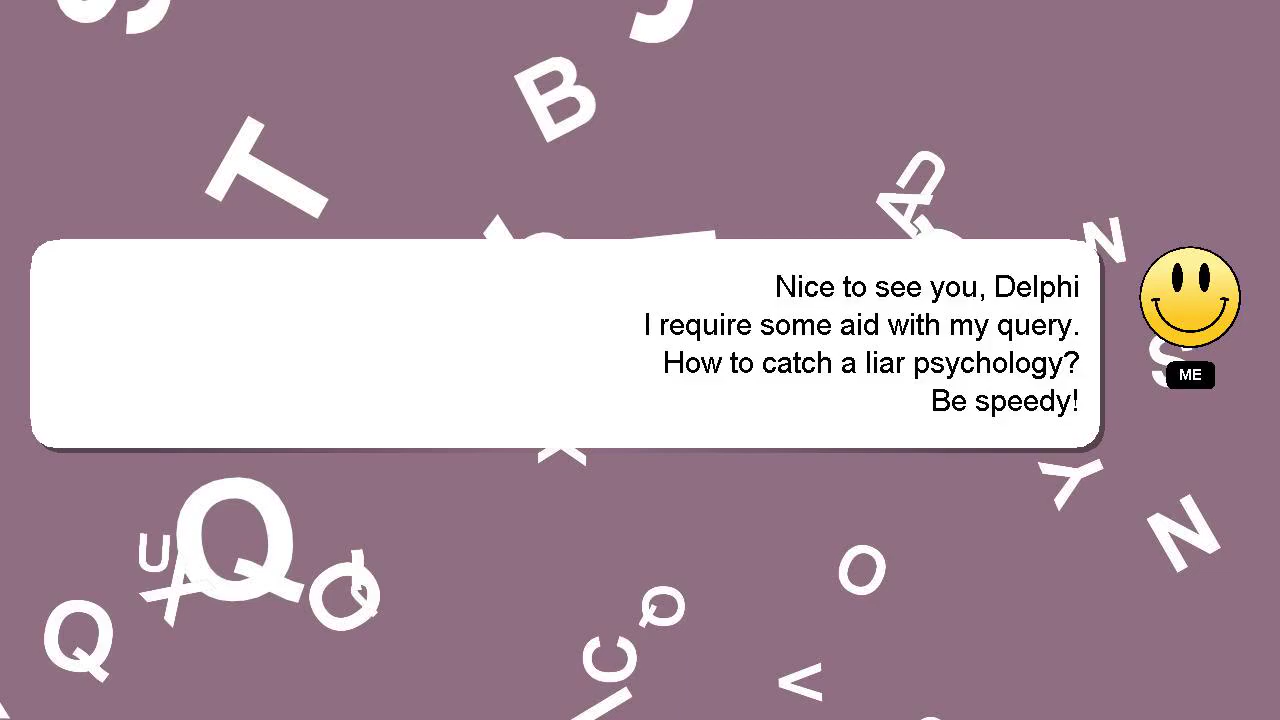 Nice to see you, Delphi
I require some aid with my query.
How to catch a liar psychology?
Be speedy!
ME
T
B
A
U
N
S
Y
N
Q
U
Q
Q
O
Q
C
V